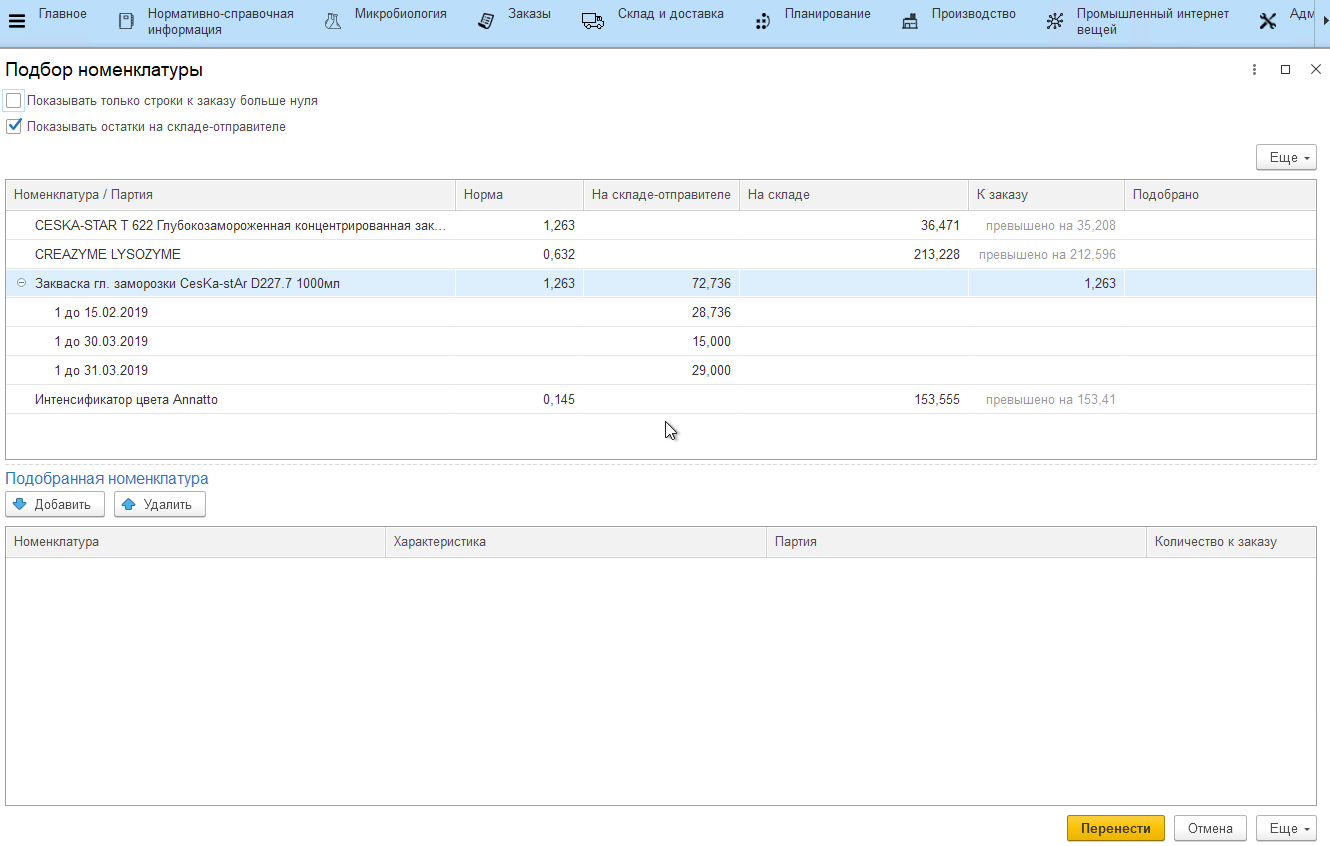 Главное
Нормативно-справочная
информация
Микробиология
Заказы
Склад и доставка
Планирование
Производство
Промышленный интернет
вещей
Адм
Подбор номенклатуры
Показывать только строки к заказу больше нуля
Показывать остатки на складе-отправителе
Еще
Номенклатура / Партия Норма На складе-отправителе На складе К заказу Подобрано
CESKA-STAR T 622 Глубокозамороженная концентрированная зак... 1,263 36,471 превышено на 35,208
CREAZYME LYSOZYME 0,632 213,228 превышено на 212,596
Закваска гл. заморозки CesKa-stAr D227.7 1000мл 1,263 72,736 1,263
1 до 15.02.2019 28,736
1 до 30.03.2019 15,000
1 до 31.03.2019 29,000
Интенсификатор цвета Annatto 0,145 153,555 превышено на 153,41
Подобранная номенклатура
Добавить Удалить
Номенклатура Характеристика Партия Количество к заказу
Перенести Отмена Еще